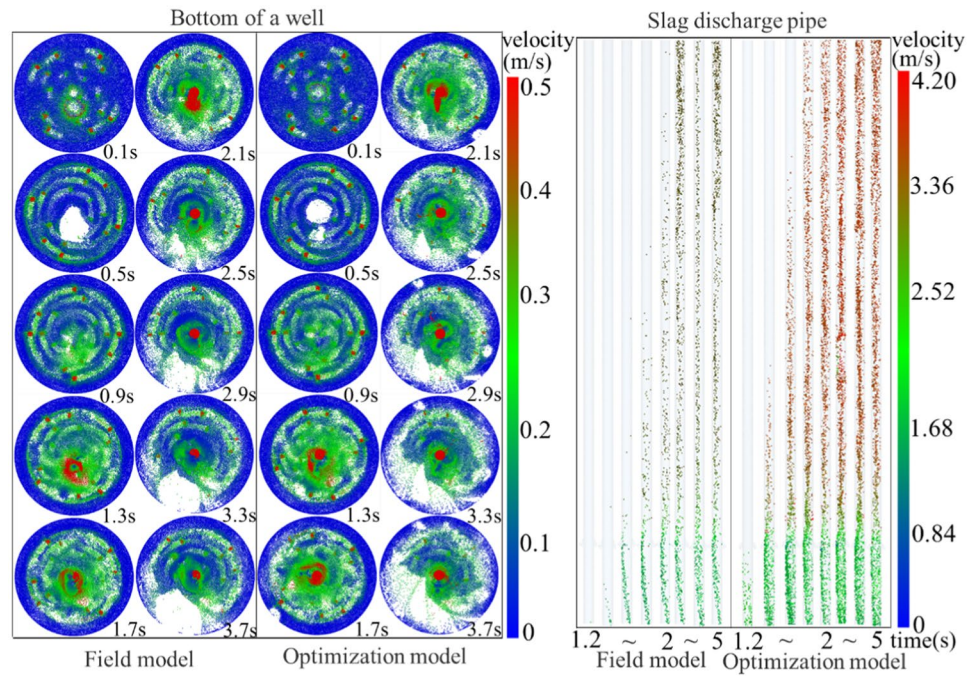 Bottom of a well
Slag discharge pipe
velocity
(m/s)
0.5
0.4
0.3
0.2
0.1
0
0.1s
2.1s
0.1s
2.1s
0.5s
2.5s
0.5s
2.5s
0.9s
2.9s
0.9s
2.9s
1.3s
3.3s
1.3s
3.3s
1.7s
3.7s
1.7s
3.7s
Field model
Optimization model
velocity
(m/s)
4.20
3.36
2.52
1.68
0.84
0
1.2 ~ 2 ~ 5 1.2 ~ 2 ~ 5 time(s)
Field model
Optimization model